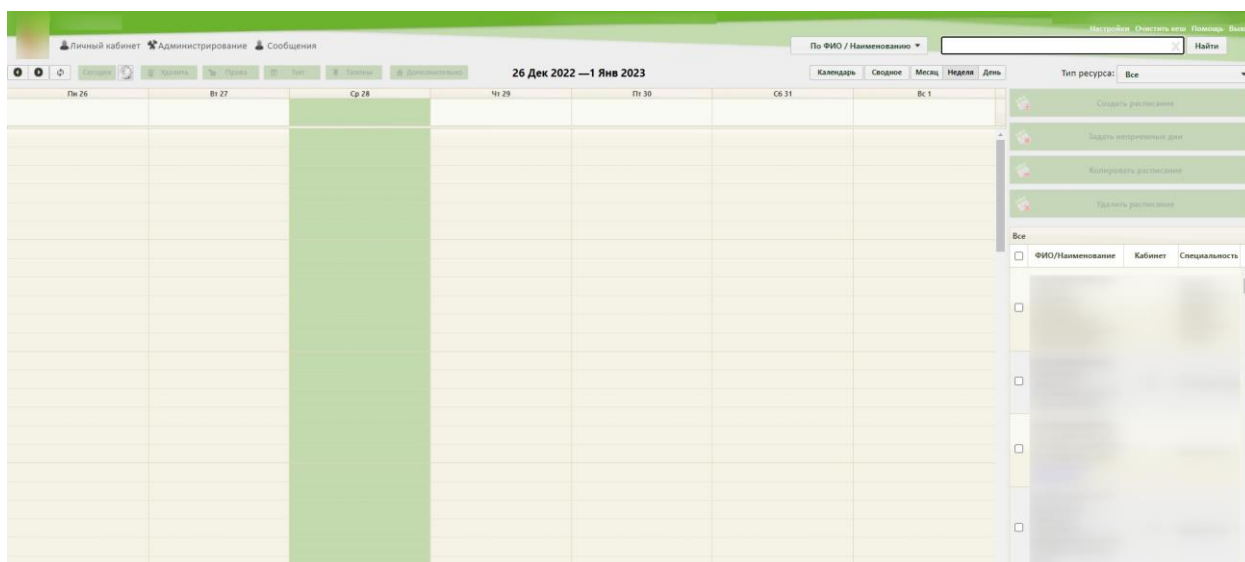 Настройки Очистить кеш Помощь
Личный кабинет Администрирование Сообщения
По ФИО / Наименованию
Найти
Сегодня Удалить Права Тип Талоны Дополнительно
26 Дек 2022 —1 Янв 2023
Календарь Сводное Месяц Неделя День
Тип ресурса: Все
Пн 26 Вт 27 Ср 28 Чт 29 Пт 30 Сб 31 Вс 1
Создать расписание
Задать неприемные дни
Копировать расписание
Удалить расписание
Все
ФИО/Наименование Кабинет Специальность